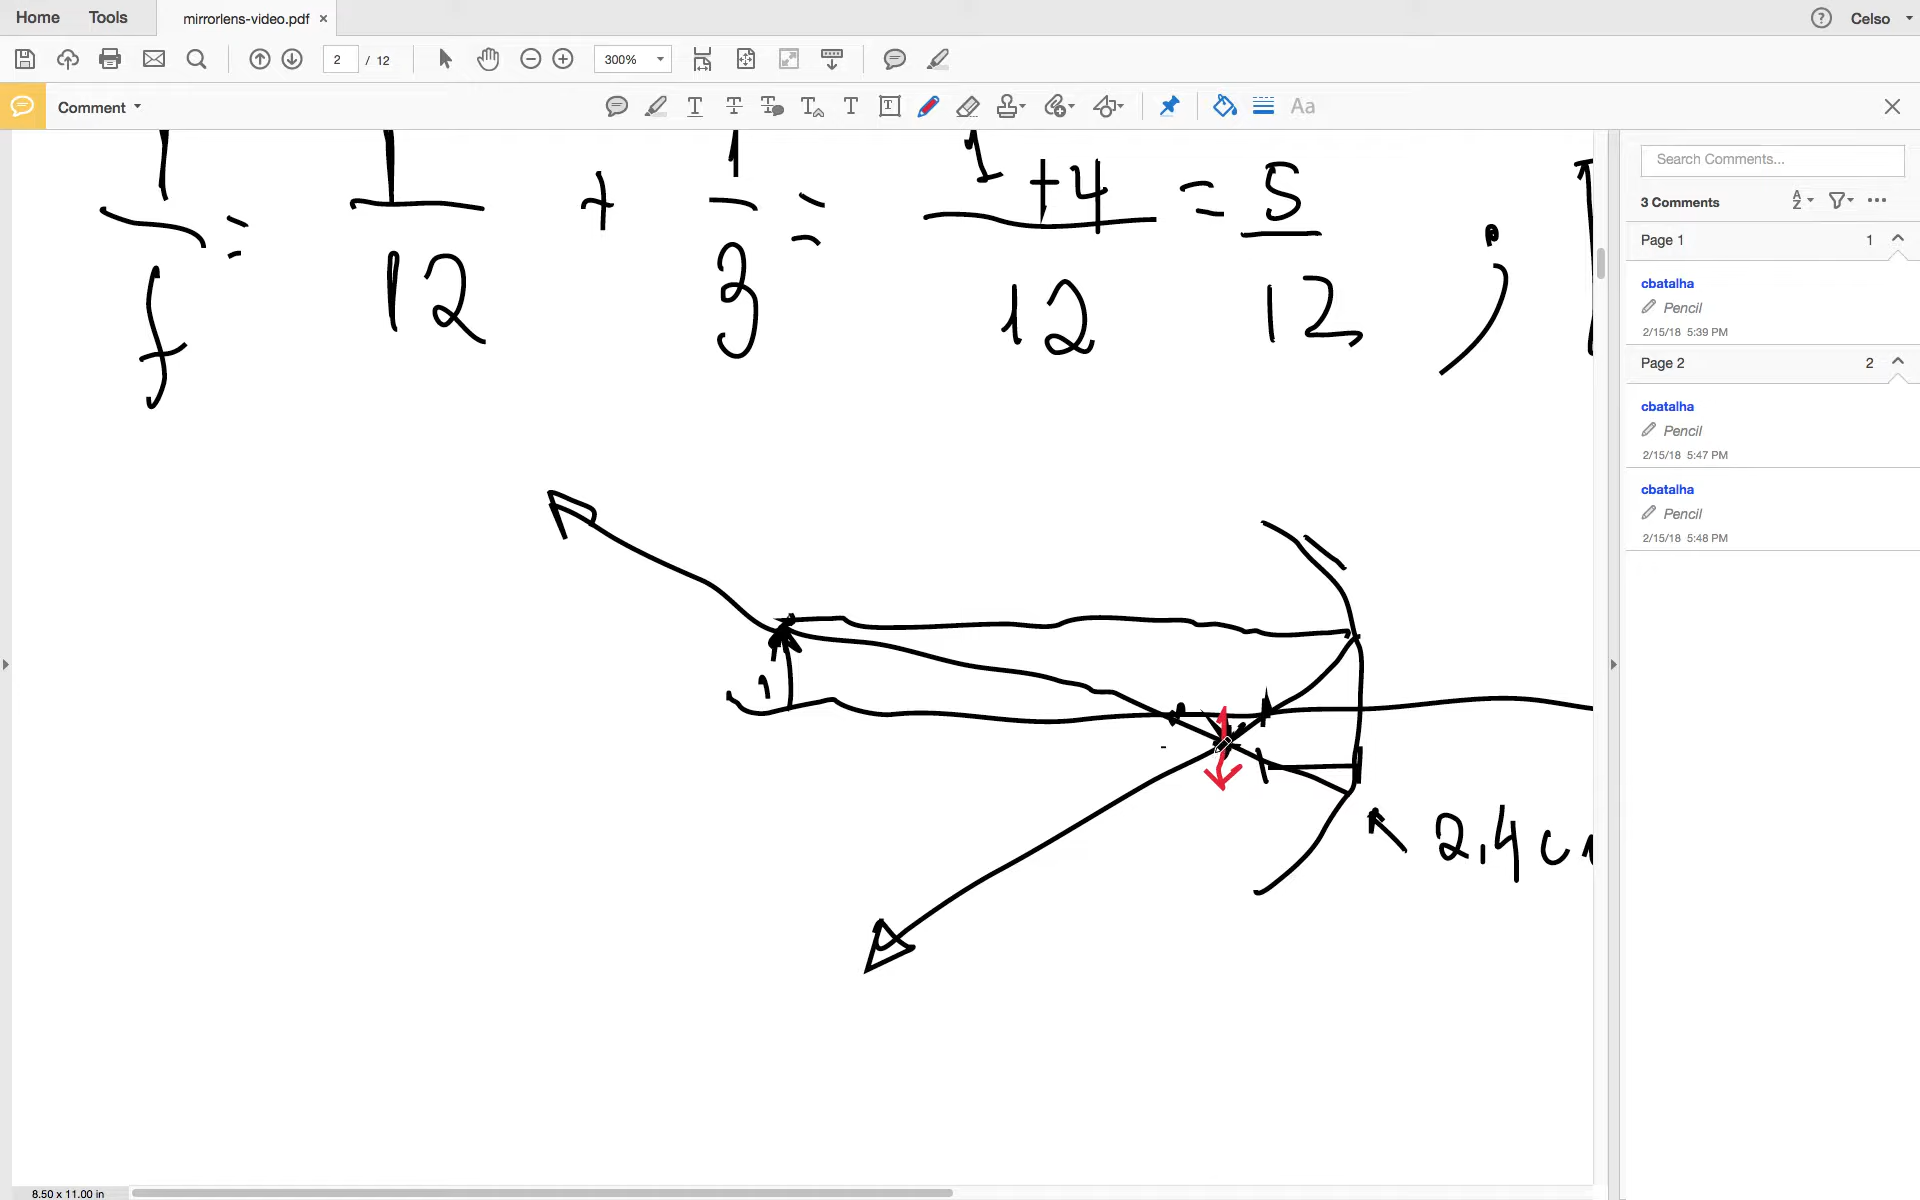 Home Tools mirrorlens-video.pdf × Celso
2 / 12 300%
Comment Aa
1/f = 1/12 + 1/3 = 1+4/12 = 5/12 ;
2,4 c
Search Comments...
3 Comments
Page 1 1
cbatalha
Pencil
2/15/18 5:39 PM
Page 2 2
cbatalha
Pencil
2/15/18 5:47 PM
cbatalha
Pencil
2/15/18 5:48 PM
8.50 x 11.00 in